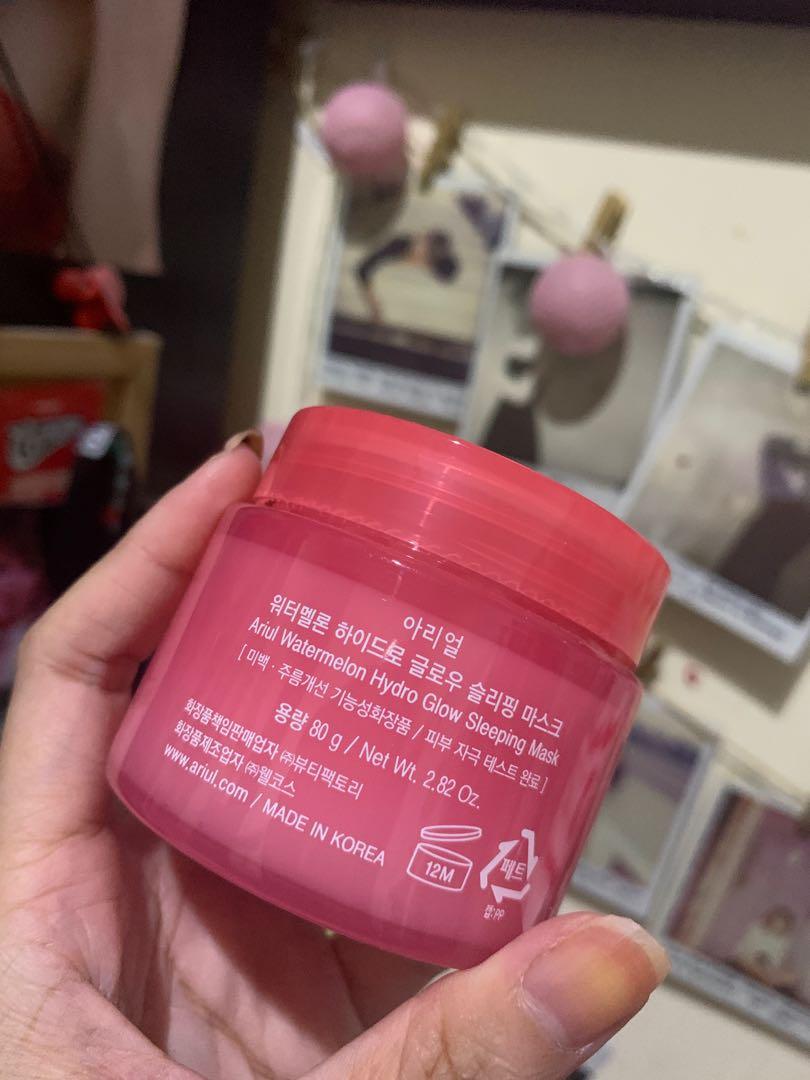 아리얼
워터멜론 하이드로 글로우 슬리핑 마스크
Ariul Watermelon Hydro Glow Sleeping Mask
[ 미백 · 주름개선 기능성화장품 / 피부 자극 테스트 완료 ]
용량 80 g / Net Wt. 2.82 Oz.
화장품책임판매업자 ㈜뷰티팩토리
화장품제조업자 ㈜웰코스
www.ariul.com / MADE IN KOREA
12M
페트
캡:PP